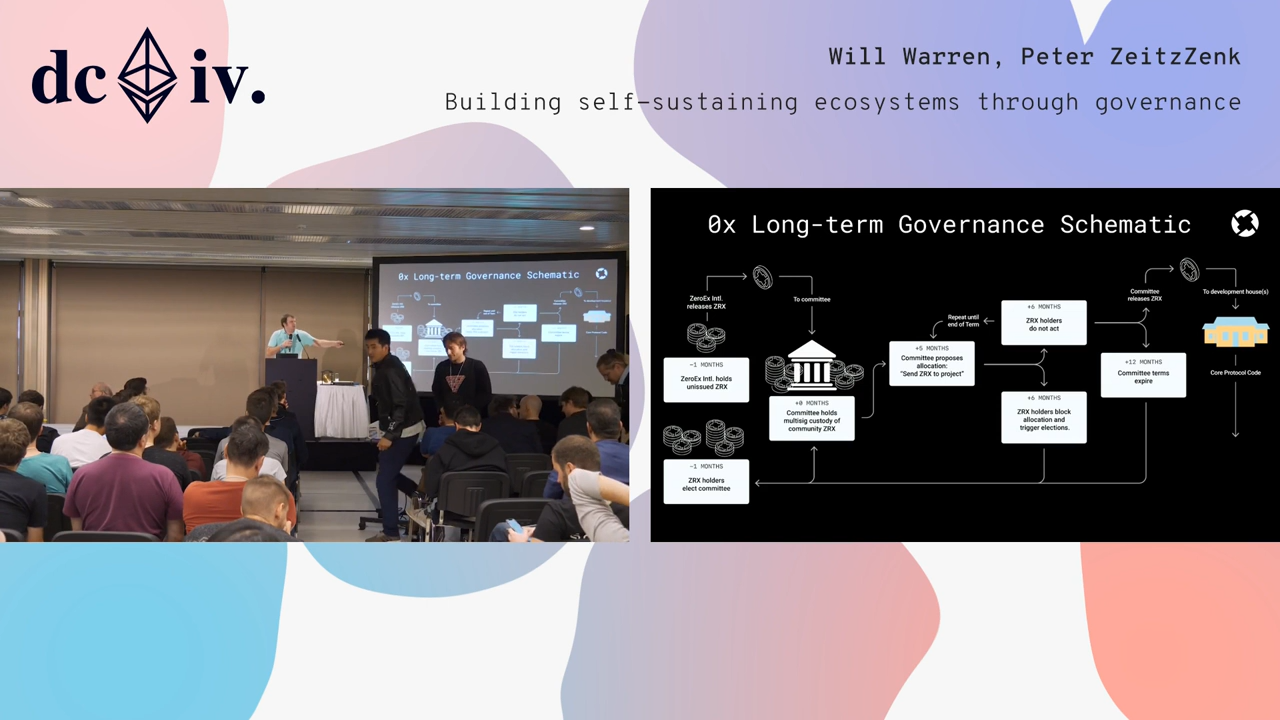 dc iv.
Will Warren, Peter ZeitzZenk
Building self-sustaining ecosystems through governance
0x Long-term Governance Schematic
0x Long-term Governance Schematic
ZeroEx Intl.
releases ZRX
To committee
Committee
releases ZRX
To development house(s)
Repeat until
end of Term
+6 MONTHS
ZRX holders
do not act
+5 MONTHS
Committee proposes
allocation:
"Send ZRX to project"
-1 MONTHS
ZeroEx Intl. holds
unissued ZRX
+12 MONTHS
Committee terms
expire
Core Protocol Code
+0 MONTHS
Committee holds
multisig custody of
community ZRX
+6 MONTHS
ZRX holders block
allocation and
trigger elections.
-1 MONTHS
ZRX holders
elect committee